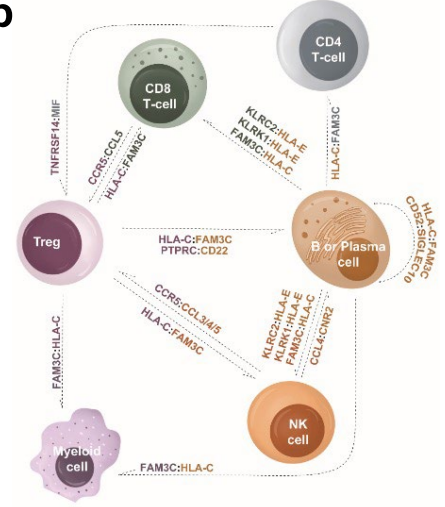 b
CD4
T-cell
CD8
T-cell
TNFRSF14:MIF
CCR5:CCL5
HLA-C:FAM3C
KLRC2:HLA-E
KLRK1:HLA-E
FAM3C:HLA-C
HLA-C:FAM3C
Treg
HLA-C:FAM3C
PTPRC:CD22
B or Plasma
cell
HLA-C:FAM3C
CD52:SIGLEC10
CCR5:CCL3/4/5
HLA-C:FAM3C
KLRC2:HLA-E
KLRK1:HLA-E
FAM3C:HLA-C
CCL4:CNR2
FAM3C:HLA-C
NK
cell
Myeloid
cell
FAM3C:HLA-C